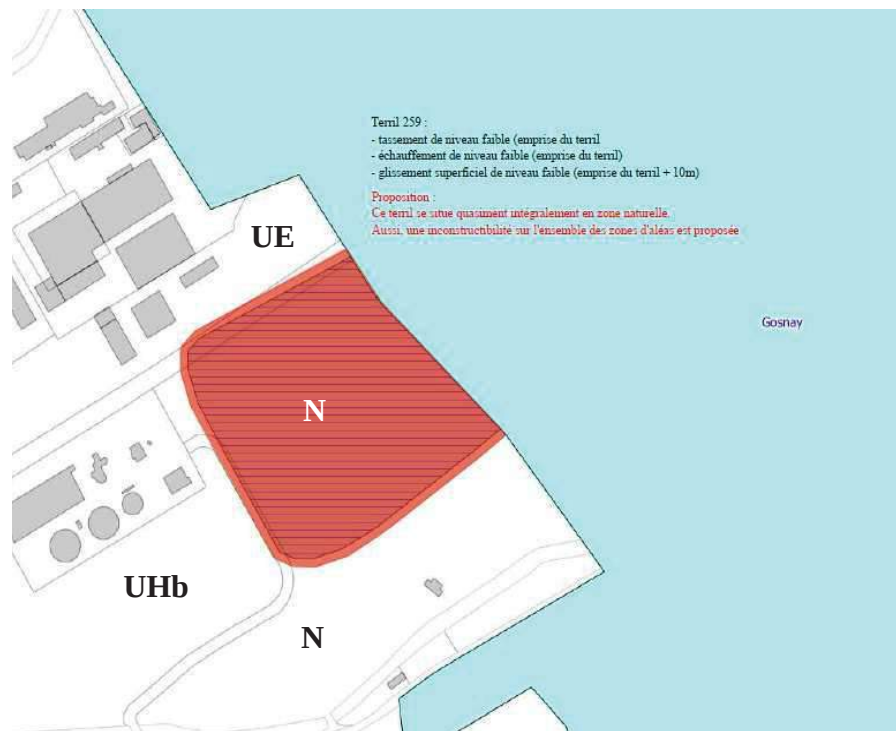 Terril 259 :
- tassement de niveau faible (emprise du terril
- échauffement de niveau faible (emprise du terril)
- glissement superficiel de niveau faible (emprise du terril + 10m)
Proposition :
Ce terril se situe quasiment intégralement en zone naturelle.
Aussi, une inconstructibilité sur l'ensemble des zones d'aléas est proposée
UE
Gosnay
N
UHb
N